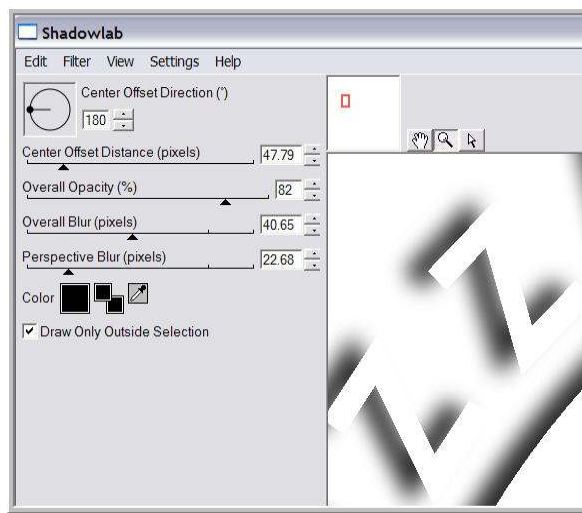 Shadowlab
Edit Filter View Settings Help
Center Offset Direction (°)
180
Center Offset Distance (pixels) 47.79
Overall Opacity (%) 82
Overall Blur (pixels) 40.65
Perspective Blur (pixels) 22.68
Color
Draw Only Outside Selection
ZZ